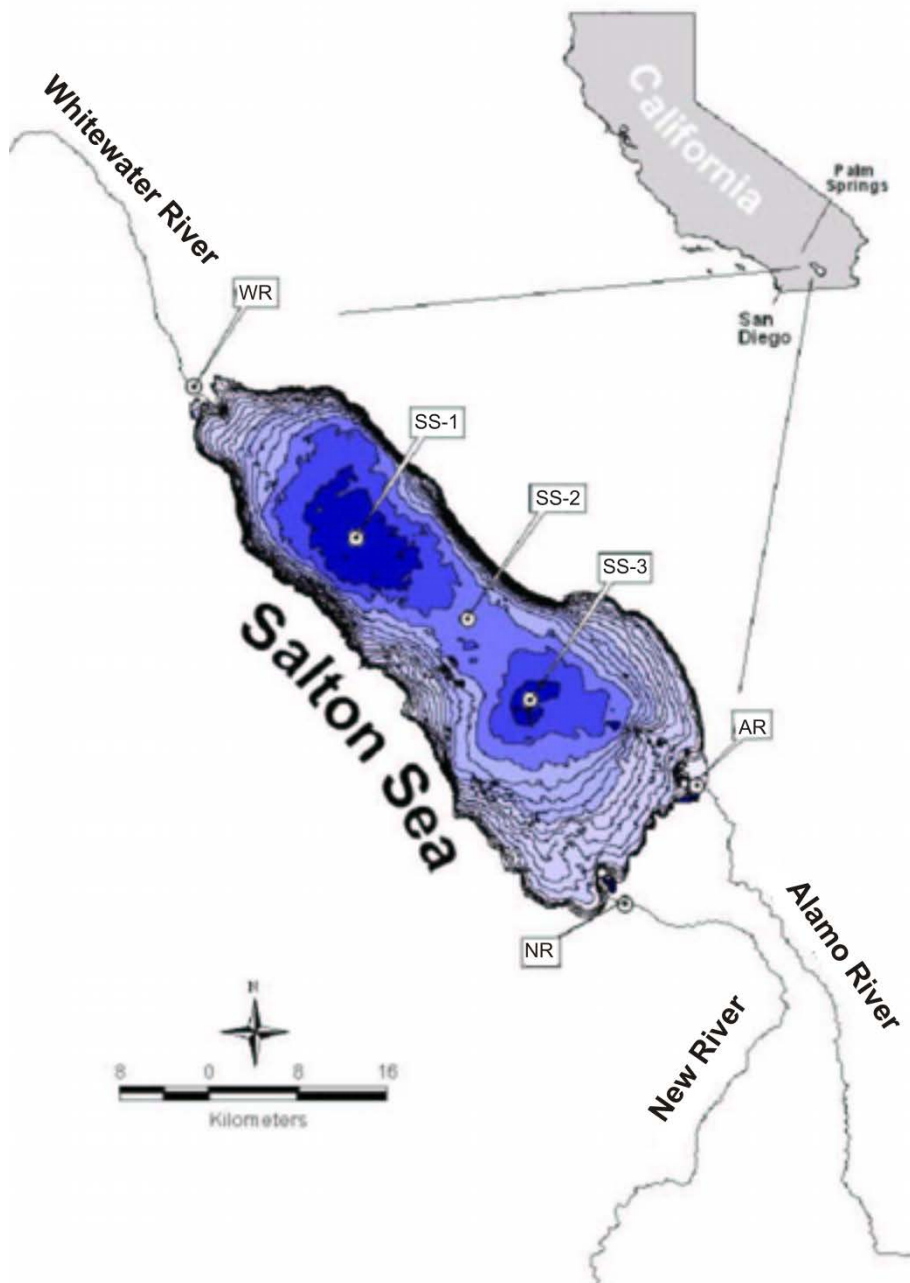 California
Palm
Springs
San
Diego
Whitewater River
WR
SS-1
SS-2
SS-3
Salton Sea
AR
NR
Alamo River
New River
N
8 0 8 16
Kilometers